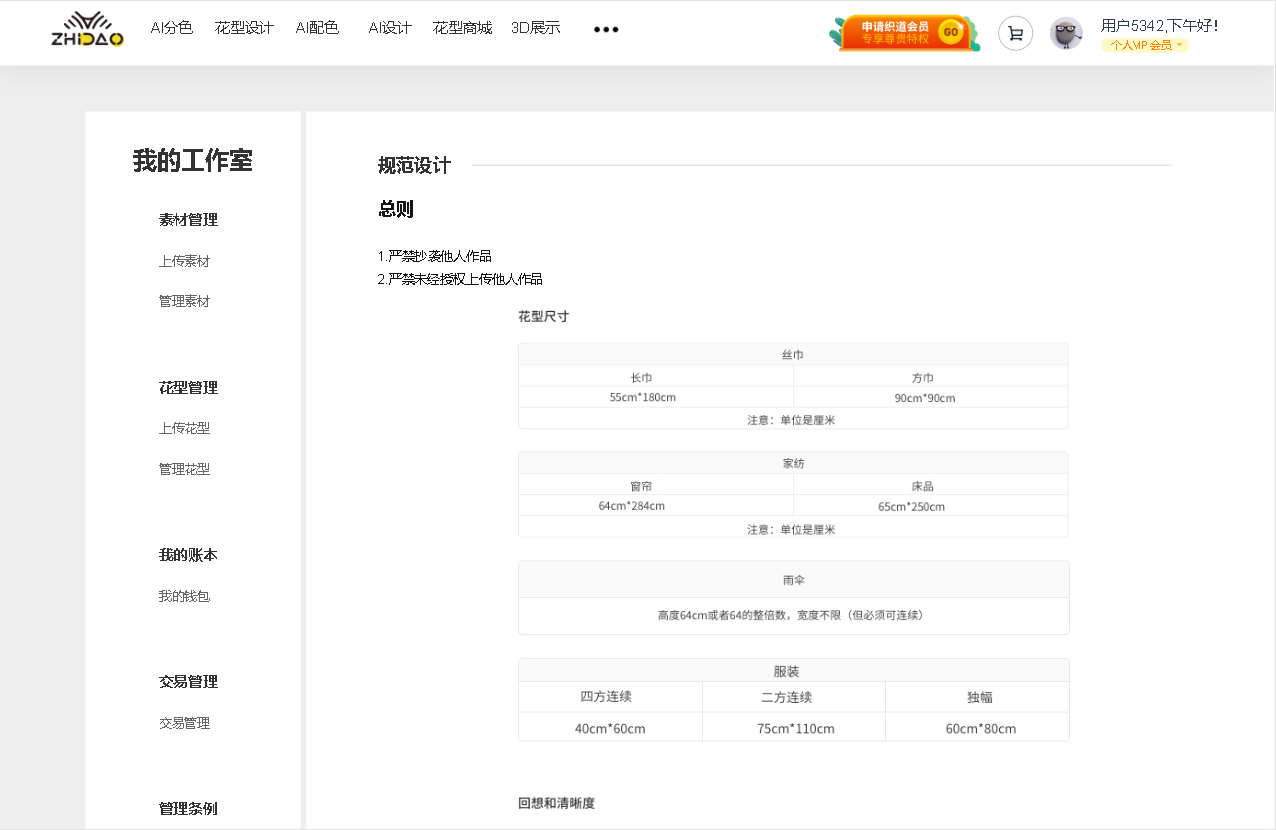 ZHIDAO
AI分色 花型设计 AI配色 AI设计 花型商城 3D展示 •••
申请织道会员
专享尊贵特权
GO
用户5342,下午好!
个人VIP会员
我的工作室
素材管理
上传素材
管理素材
花型管理
上传花型
管理花型
我的账本
我的钱包
交易管理
交易管理
管理条例
规范设计
总则
1.严禁抄袭他人作品
2.严禁未经授权上传他人作品
花型尺寸
丝巾
长巾 方巾
55cm*180cm 90cm*90cm
注意：单位是厘米
家纺
窗帘 床品
64cm*284cm 65cm*250cm
注意：单位是厘米
雨伞
高度64cm或者64的整倍数，宽度不限（但必须可连续）
服装
四方连续 二方连续 独幅
40cm*60cm 75cm*110cm 60cm*80cm
回想和清晰度